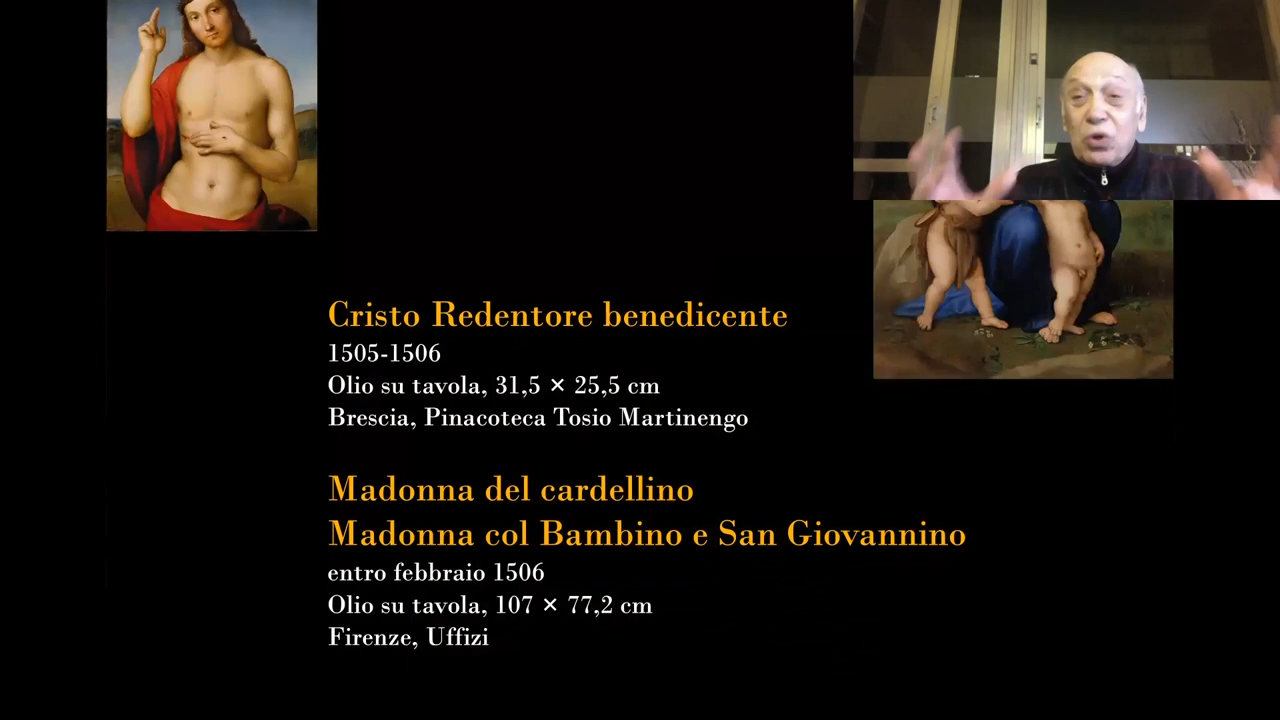 Cristo Redentore benedicente
1505-1506
Olio su tavola, 31,5 × 25,5 cm
Brescia, Pinacoteca Tosio Martinengo
Madonna del cardellino
Madonna col Bambino e San Giovannino
entro febbraio 1506
Olio su tavola, 107 × 77,2 cm
Firenze, Uffizi